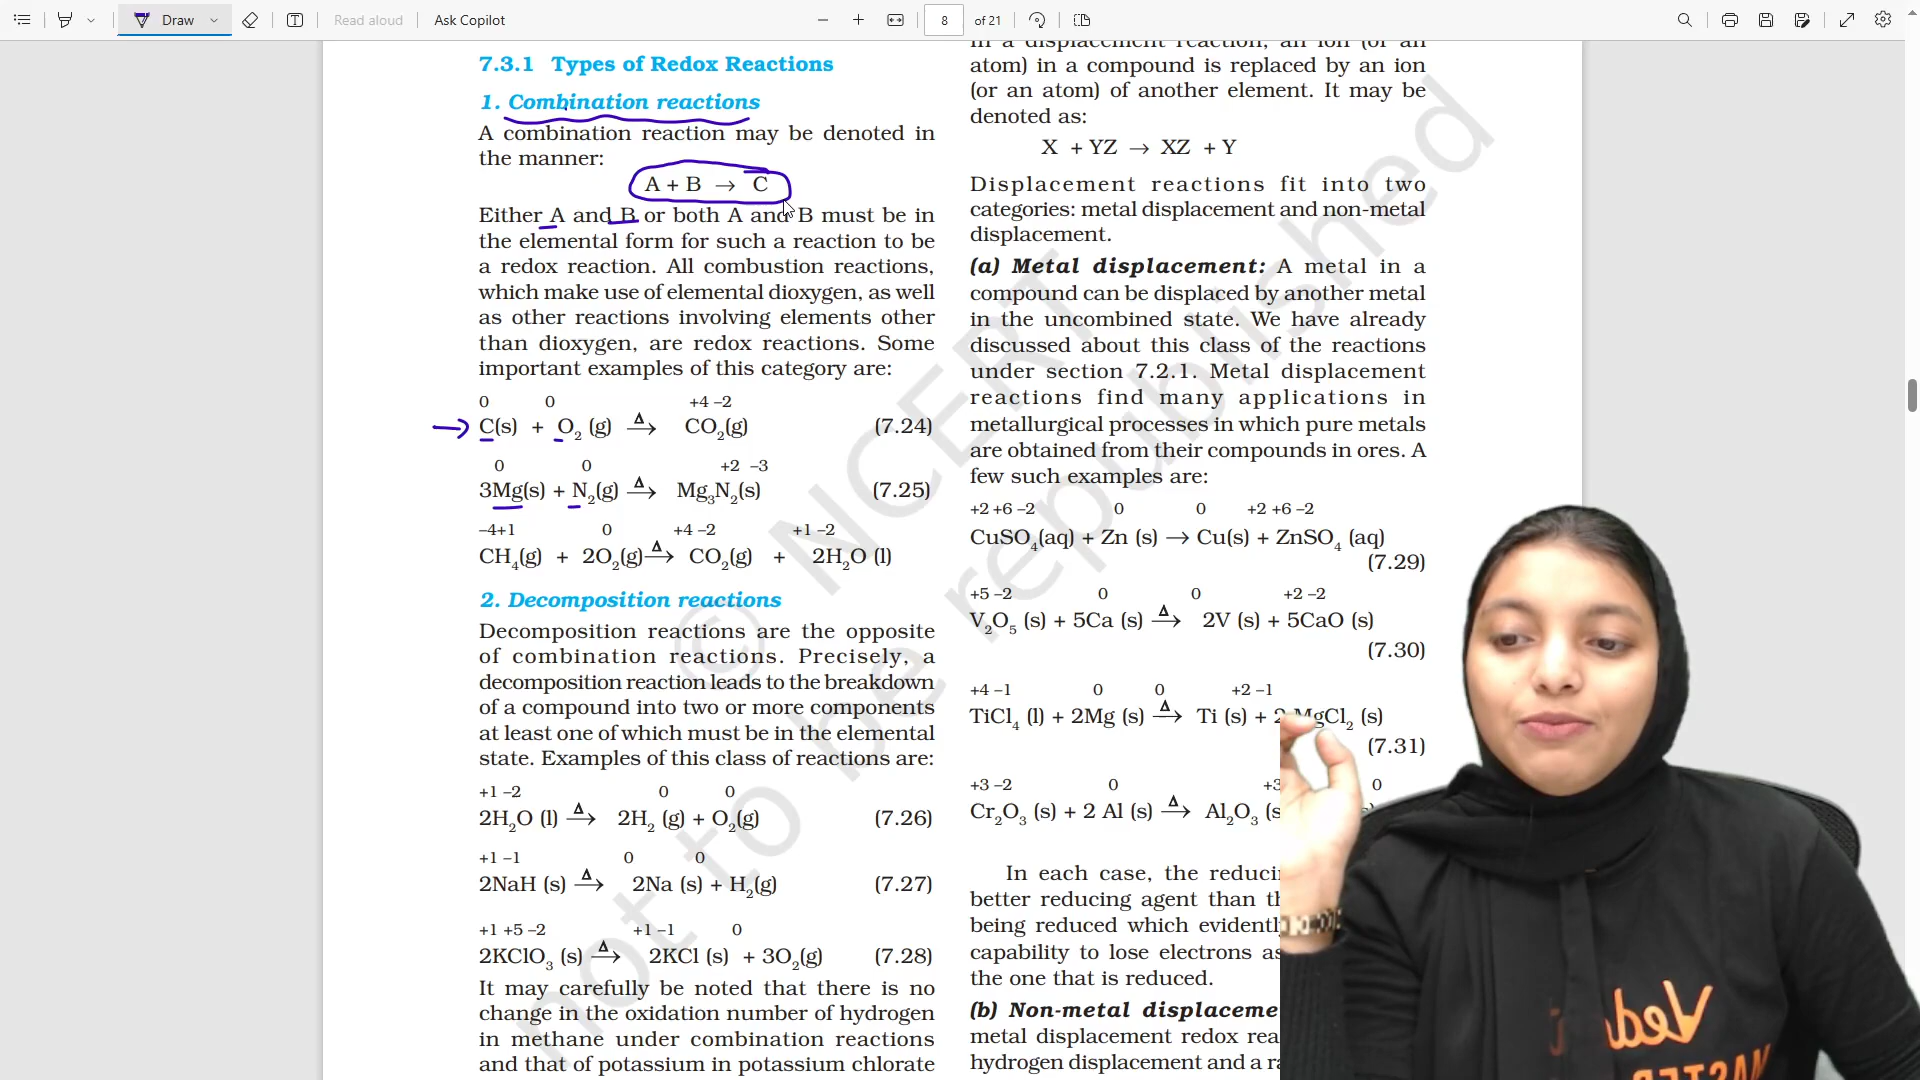 Draw
Read aloud
Ask Copilot
8
of 21
7.3.1 Types of Redox Reactions
1. Combination reactions
A combination reaction may be denoted in
the manner:
A + B → C
Either A and B or both A and B must be in
the elemental form for such a reaction to be
a redox reaction. All combustion reactions,
which make use of elemental dioxygen, as well
as other reactions involving elements other
than dioxygen, are redox reactions. Some
important examples of this category are:
0 0 +4 –2
C(s) + O₂ (g) Δ→ CO₂(g) (7.24)
0 0 +2 –3
3Mg(s) + N₂(g) Δ→ Mg₃N₂(s) (7.25)
–4+1 0 +4 –2 +1 –2
CH₄(g) + 2O₂(g) Δ→ CO₂(g) + 2H₂O (l)
2. Decomposition reactions
Decomposition reactions are the opposite
of combination reactions. Precisely, a
decomposition reaction leads to the breakdown
of a compound into two or more components
at least one of which must be in the elemental
state. Examples of this class of reactions are:
+1 –2 0 0
2H₂O (l) Δ→ 2H₂ (g) + O₂(g) (7.26)
+1 –1 0 0
2NaH (s) Δ→ 2Na (s) + H₂(g) (7.27)
+1 +5 –2 +1 –1 0
2KClO₃ (s) Δ→ 2KCl (s) + 3O₂(g) (7.28)
It may carefully be noted that there is no
change in the oxidation number of hydrogen
in methane under combination reactions
and that of potassium in potassium chlorate
in a displacement reaction, an ion (or an
atom) in a compound is replaced by an ion
(or an atom) of another element. It may be
denoted as:
X + YZ → XZ + Y
Displacement reactions fit into two
categories: metal displacement and non-metal
displacement.
(a) Metal displacement: A metal in a
compound can be displaced by another metal
in the uncombined state. We have already
discussed about this class of the reactions
under section 7.2.1. Metal displacement
reactions find many applications in
metallurgical processes in which pure metals
are obtained from their compounds in ores. A
few such examples are:
+2 +6 –2 0 0 +2 +6 –2
CuSO₄(aq) + Zn (s) → Cu(s) + ZnSO₄ (aq)
(7.29)
+5 –2 0 0 +2 –2
V₂O₅ (s) + 5Ca (s) Δ→ 2V (s) + 5CaO (s)
(7.30)
+4 –1 0 0 +2 –1
TiCl₄ (l) + 2Mg (s) Δ→ Ti (s) + 2 MgCl₂ (s)
(7.31)
+3 –2 0 +3 0
Cr₂O₃ (s) + 2 Al (s) Δ→ Al₂O₃ (s
In each case, the
better reducing agent than
being reduced which
capability to lose electrons
the one that is reduced.
(b) Non-metal
metal displacement redox
hydrogen displacement and a
© NCERT
not to be republished